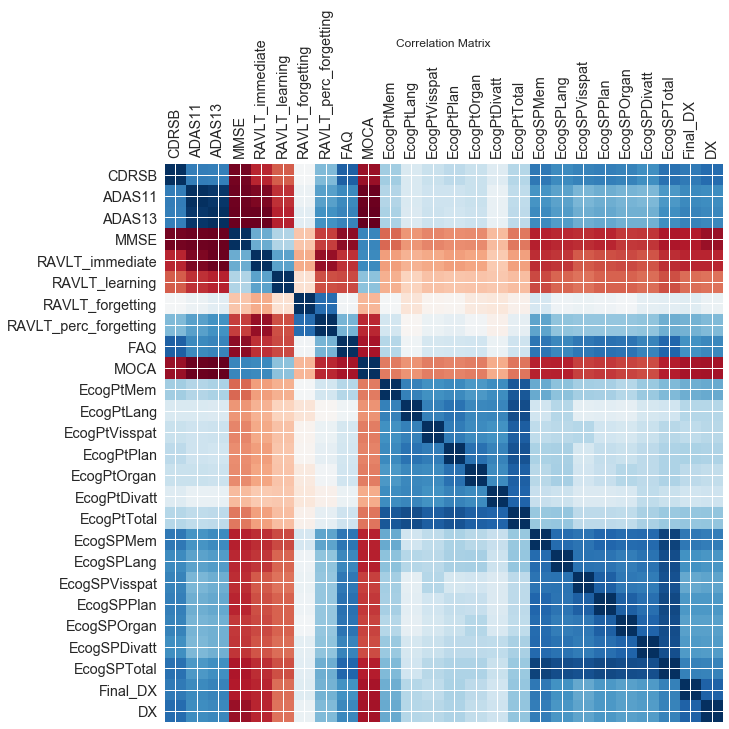 Correlation Matrix
CDRSB
ADAS11
ADAS13
MMSE
RAVLT_immediate
RAVLT_learning
RAVLT_forgetting
RAVLT_perc_forgetting
FAQ
MOCA
EcogPtMem
EcogPtLang
EcogPtVisspat
EcogPtPlan
EcogPtOrgan
EcogPtDivatt
EcogPtTotal
EcogSPMem
EcogSPLang
EcogSPVisspat
EcogSPPlan
EcogSPOrgan
EcogSPDivatt
EcogSPTotal
Final_DX
DX
CDRSB
ADAS11
ADAS13
MMSE
RAVLT_immediate
RAVLT_learning
RAVLT_forgetting
RAVLT_perc_forgetting
FAQ
MOCA
EcogPtMem
EcogPtLang
EcogPtVisspat
EcogPtPlan
EcogPtOrgan
EcogPtDivatt
EcogPtTotal
EcogSPMem
EcogSPLang
EcogSPVisspat
EcogSPPlan
EcogSPOrgan
EcogSPDivatt
EcogSPTotal
Final_DX
DX